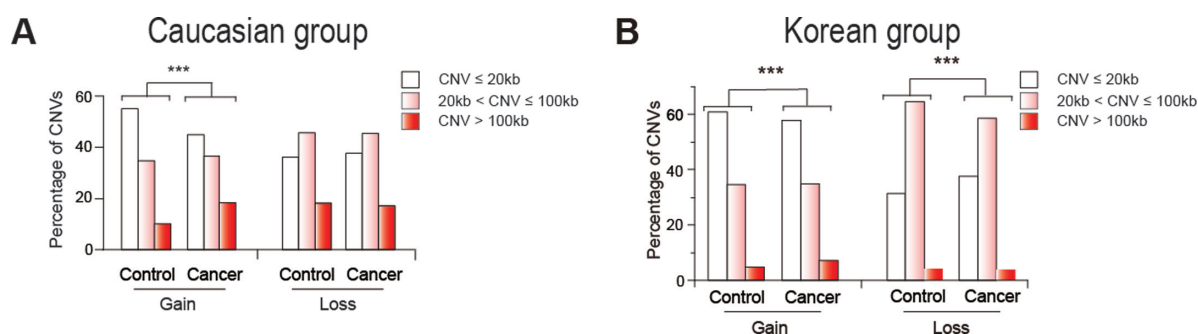 A
Caucasian group
***
CNV ≤ 20kb
20kb < CNV ≤ 100kb
CNV > 100kb
Percentage of CNVs
60
40
20
0
Control Cancer Control Cancer
Gain Loss
B
Korean group
***
***
CNV ≤ 20kb
20kb < CNV ≤ 100kb
CNV > 100kb
Percentage of CNVs
60
40
20
0
Control Cancer Control Cancer
Gain Loss